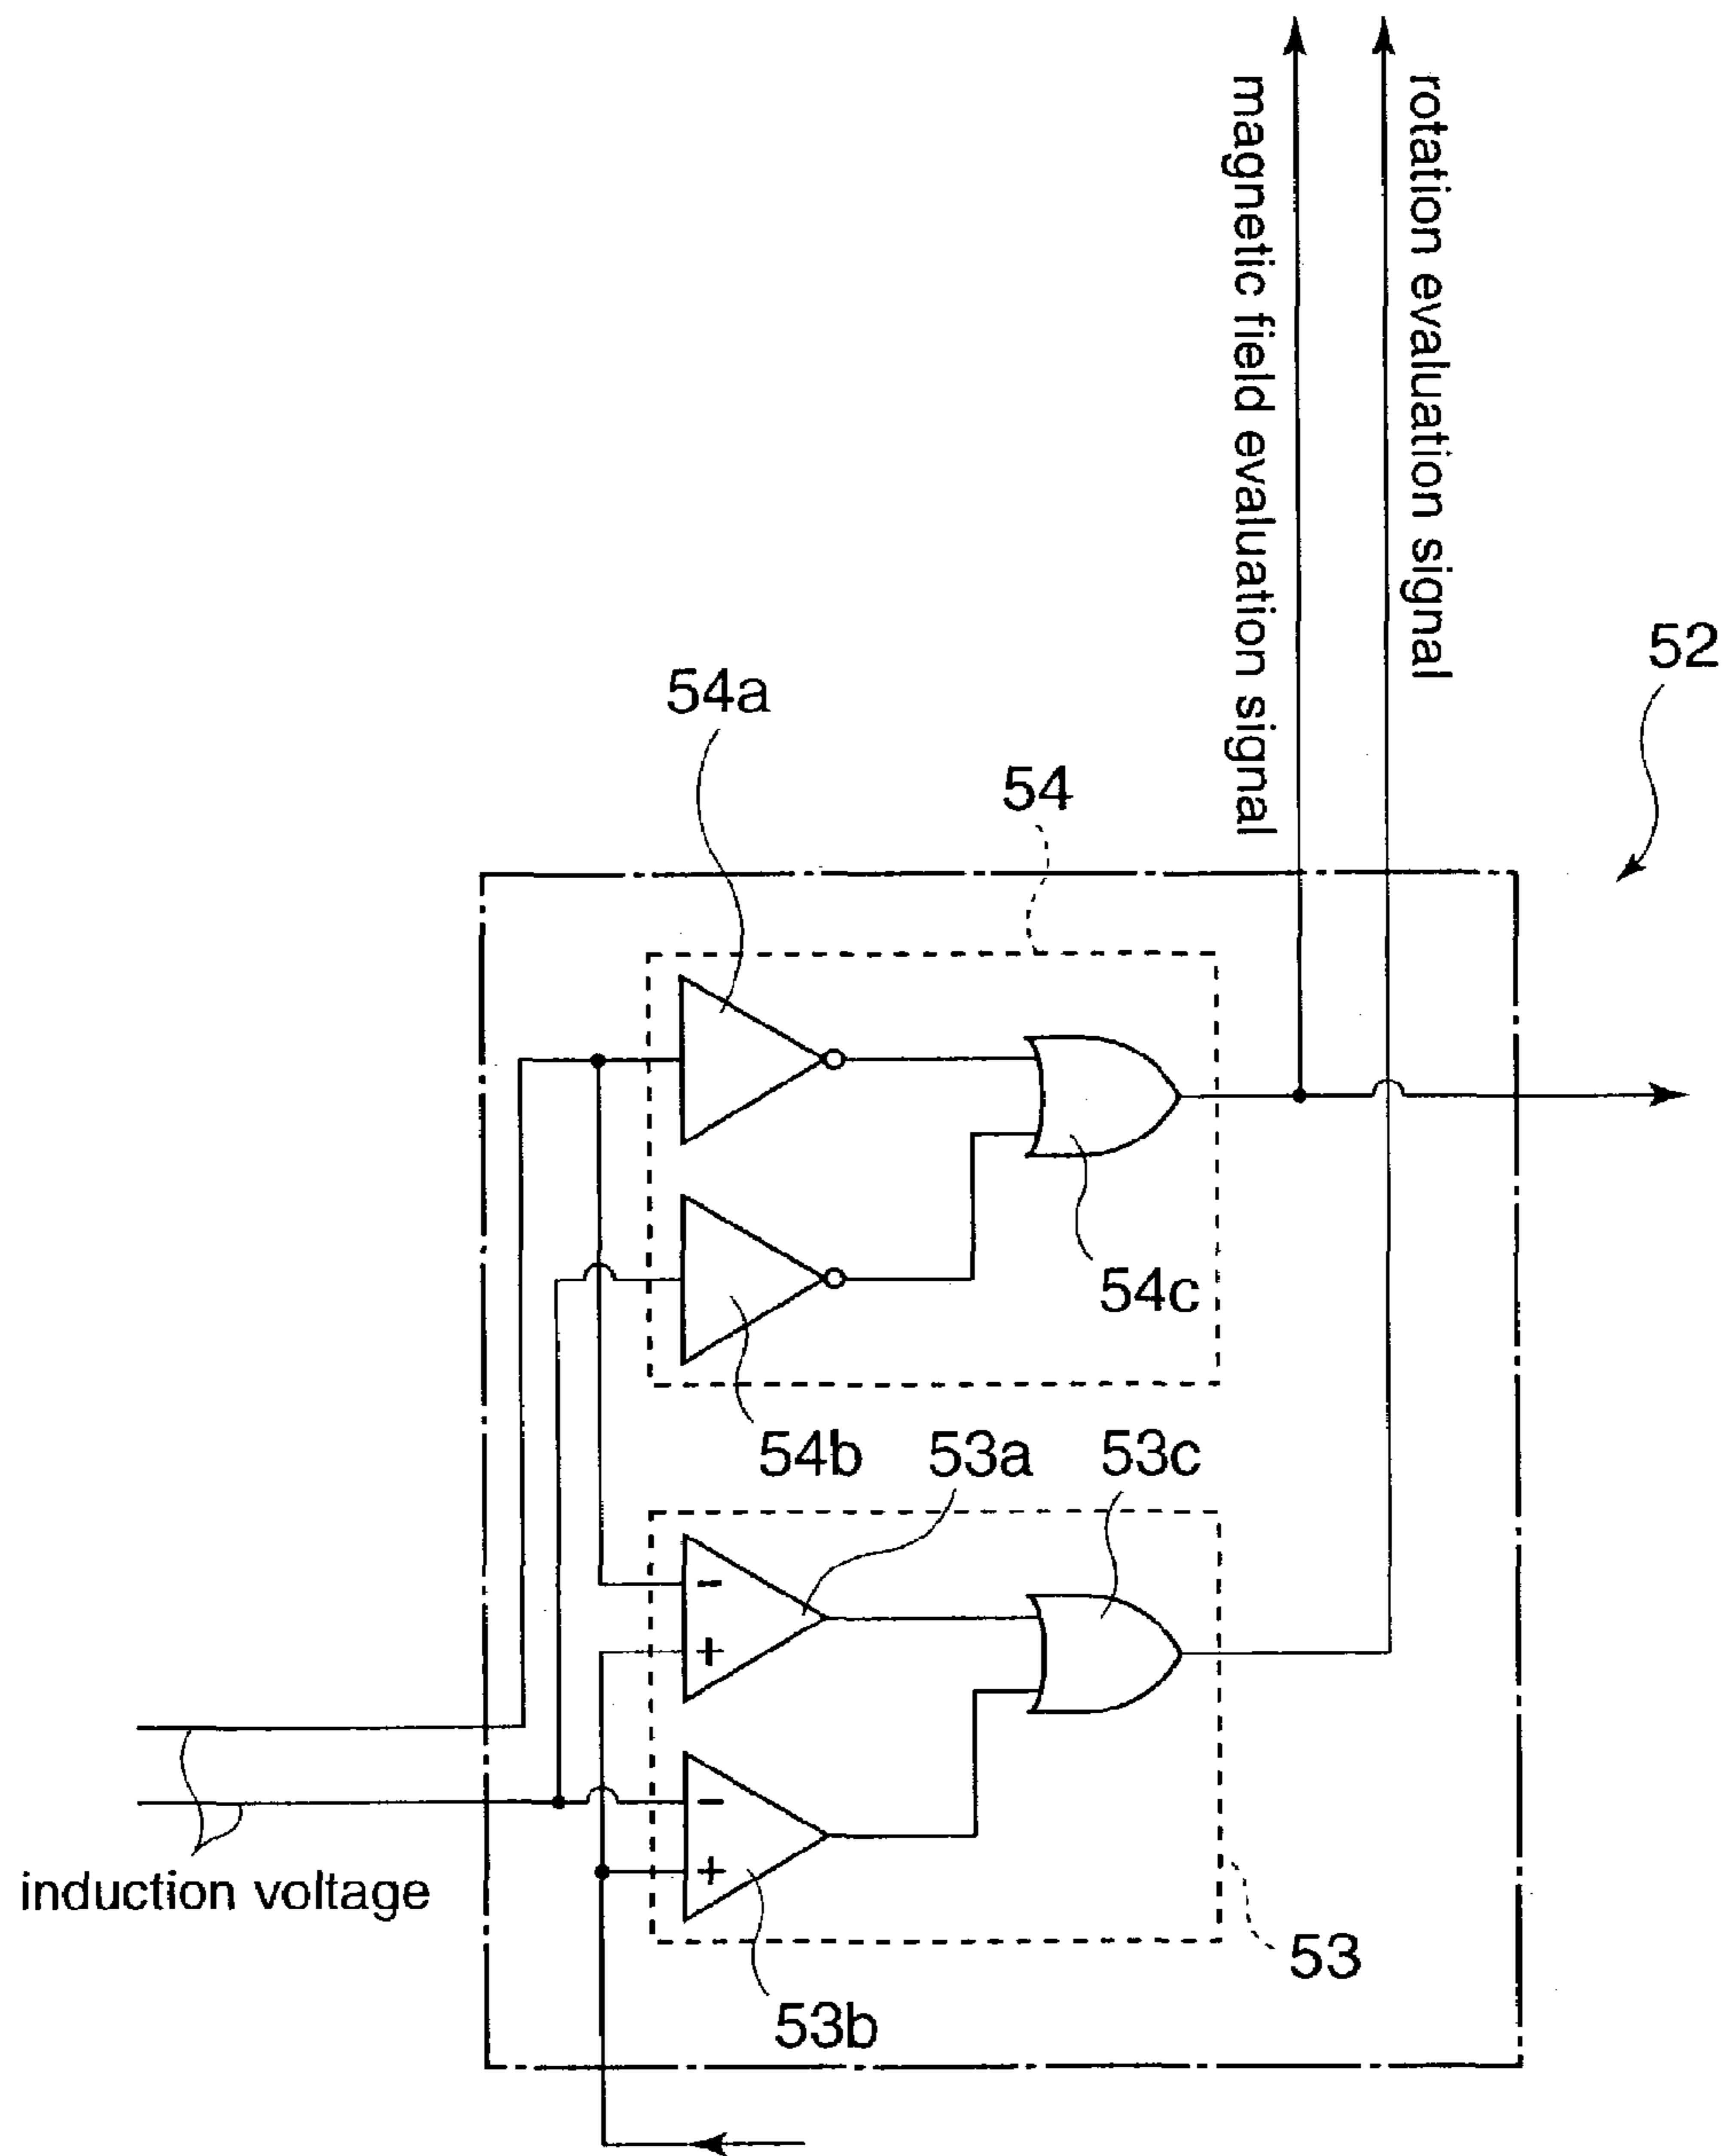 magnetic field evaluation signal
rotation evaluation signal
52
54a
54
54c
54b
53a
53c
−
+
−
+
induction voltage
53
53b